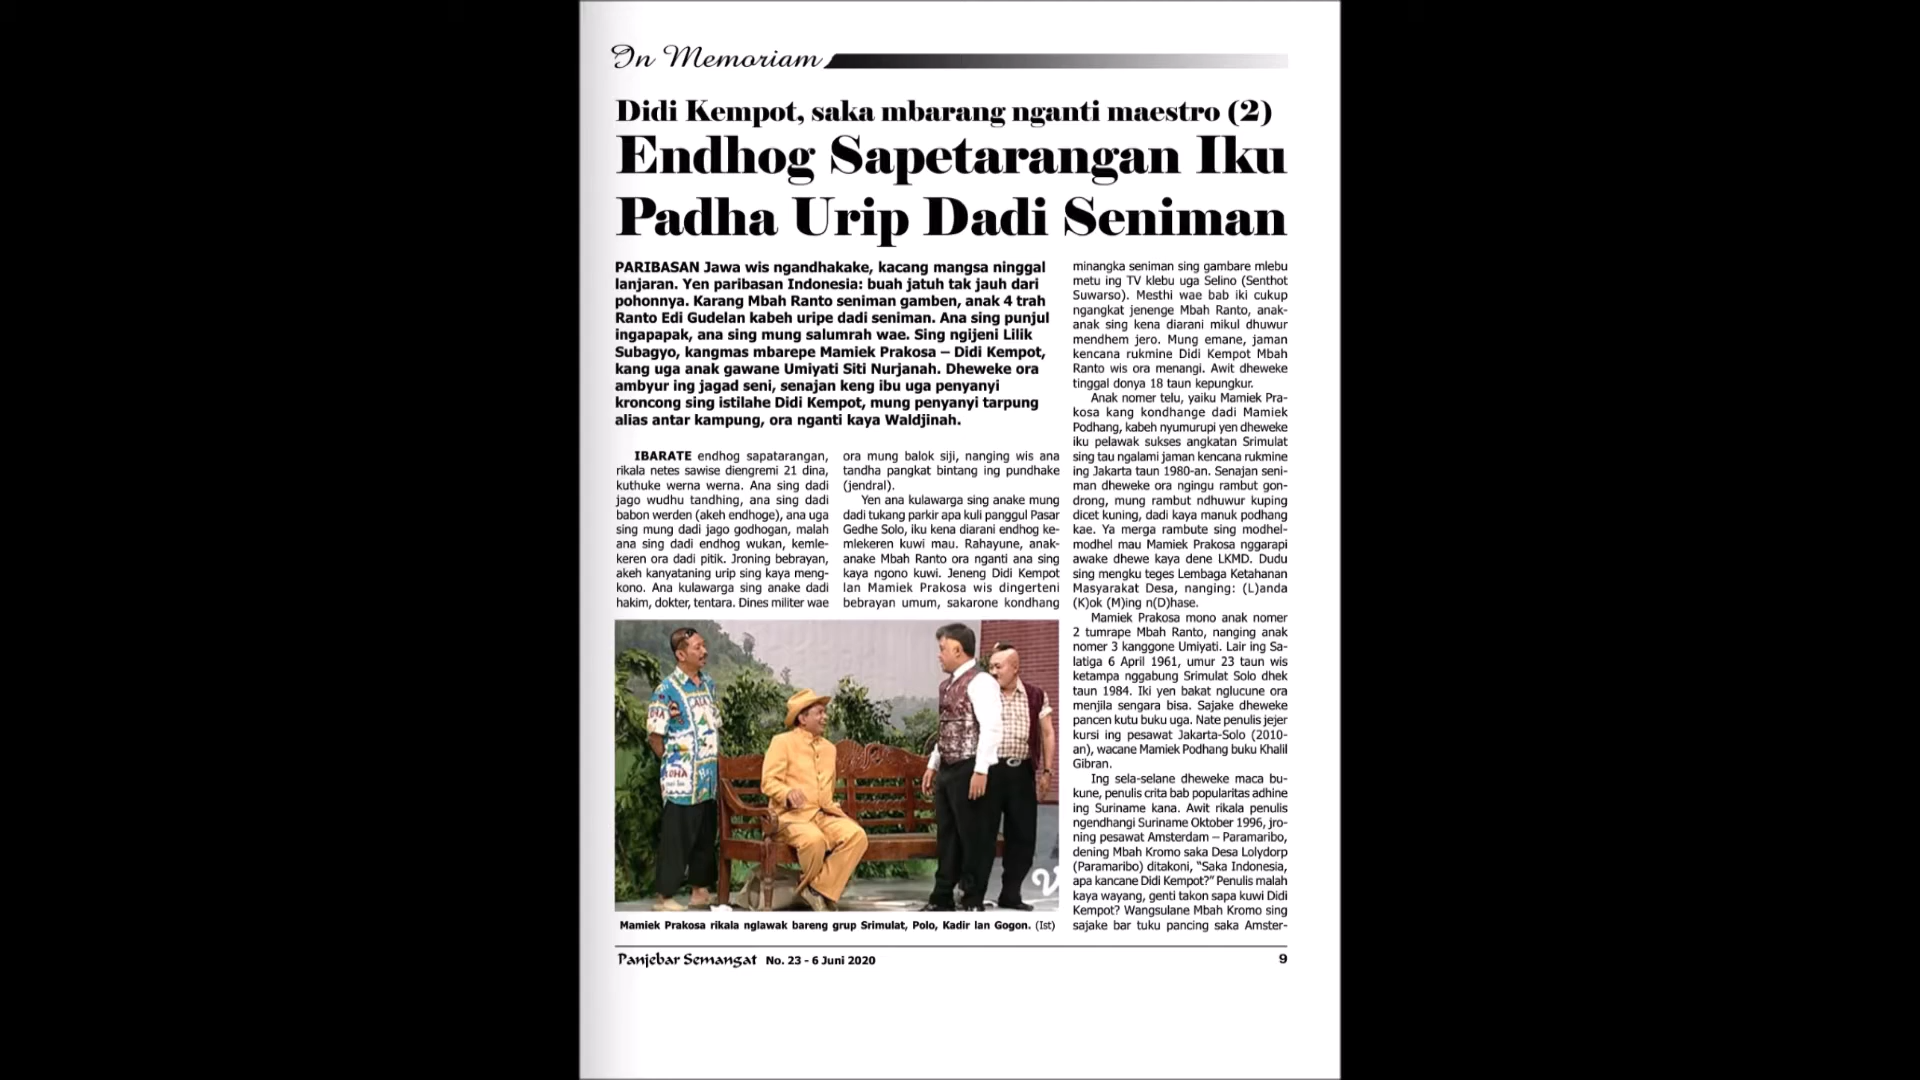 In Memoriam
Didi Kempot, saka mbarang nganti maestro (2)
Endhog Sapetarangan Iku
Padha Urip Dadi Seniman
PARIBASAN Jawa wis ngandhakake, kacang mangsa ninggal
lanjaran. Yen paribasan Indonesia: buah jatuh tak jauh dari
pohonnya. Karang Mbah Ranto seniman gamben, anak 4 trah
Ranto Edi Gudelan kabeh uripe dadi seniman. Ana sing punjul
ingapapak, ana sing mung salumrah wae. Sing ngijeni Lilik
Subagyo, kangmas mbarepe Mamiek Prakosa – Didi Kempot,
kang uga anak gawane Umiyati Siti Nurjanah. Dheweke ora
ambyur ing jagad seni, senajan keng ibu uga penyanyi
kroncong sing istilahe Didi Kempot, mung penyanyi tarpung
alias antar kampung, ora nganti kaya Waldjinah.
IBARATE endhog sapatarangan,
rikala netes sawise diengremi 21 dina,
kuthuke werna werna. Ana sing dadi
jago wudhu tandhing, ana sing dadi
babon werden (akeh endhoge), ana uga
sing mung dadi jago godhogan, malah
ana sing dadi endhog wukan, kemle-
keren ora dadi pitik. Jroning bebrayan,
akeh kanyataning urip sing kaya meng-
kono. Ana kulawarga sing anake dadi
hakim, dokter, tentara. Dines militer wae
ora mung balok siji, nanging wis ana
tandha pangkat bintang ing pundhake
(jendral).
Yen ana kulawarga sing anake mung
dadi tukang parkir apa kuli panggul Pasar
Gedhe Solo, iku kena diarani endhog ke-
mlekeren kuwi mau. Rahayune, anak-
anake Mbah Ranto ora nganti ana sing
kaya ngono kuwi. Jeneng Didi Kempot
lan Mamiek Prakosa wis dingerteni
bebrayan umum, sakarone kondhang
minangka seniman sing gambare mlebu
metu ing TV klebu uga Selino (Senthot
Suwarso). Mesthi wae bab iki cukup
ngangkat jenenge Mbah Ranto, anak-
anak sing kena diarani mikul dhuwur
mendhem jero. Mung emane, jaman
kencana rukmine Didi Kempot Mbah
Ranto wis ora menangi. Awit dheweke
tinggal donya 18 taun kepungkur.
Anak nomer telu, yaiku Mamiek Pra-
kosa kang kondhange dadi Mamiek
Podhang, kabeh nyumurupi yen dheweke
iku pelawak sukses angkatan Srimulat
sing tau ngalami jaman kencana rukmine
ing Jakarta taun 1980-an. Senajan seni-
man dheweke ora ngingu rambut gon-
drong, mung rambut ndhuwur kuping
dicet kuning, dadi kaya manuk podhang
kae. Ya merga rambute sing modhel-
modhel mau Mamiek Prakosa nggarapi
awake dhewe kaya dene LKMD. Dudu
sing mengku teges Lembaga Ketahanan
Masyarakat Desa, nanging: (L)anda
(K)ok (M)ing n(D)hase.
Mamiek Prakosa mono anak nomer
2 tumrape Mbah Ranto, nanging anak
nomer 3 kanggone Umiyati. Lair ing Sa-
latiga 6 April 1961, umur 23 taun wis
ketampa nggabung Srimulat Solo dhek
taun 1984. Iki yen bakat nglucune ora
menjila sengara bisa. Sajake dheweke
pancen kutu buku uga. Nate penulis jejer
kursi ing pesawat Jakarta-Solo (2010-
an), wacane Mamiek Podhang buku Khalil
Gibran.
Ing sela-selane dheweke maca bu-
kune, penulis crita bab popularitas adhine
ing Suriname kana. Awit rikala penulis
ngendhangi Suriname Oktober 1996, jro-
ning pesawat Amsterdam – Paramaribo,
dening Mbah Kromo saka Desa Lolydorp
(Paramaribo) ditakoni, "Saka Indonesia,
apa kancane Didi Kempot?" Penulis malah
kaya wayang, genti takon sapa kuwi Didi
Kempot? Wangsulane Mbah Kromo sing
sajake bar tuku pancing saka Amster-
Mamiek Prakosa rikala nglawak bareng grup Srimulat, Polo, Kadir lan Gogon. (Ist)
Panjebar Semangat No. 23 - 6 Juni 2020
9